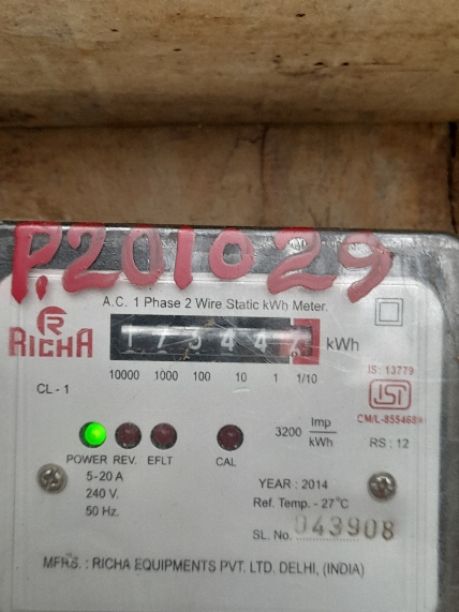 P.201029
A.C. 1 Phase 2 Wire Static kWh Meter.
R
RICHA
kWh
10000 1000 100 10 1 1/10
CL - 1
IS: 13779
ISI
3200 Imp/kWh
RS : 12
POWER REV. EFLT CAL
5-20 A
240 V.
50 Hz.
YEAR : 2014
Ref. Temp. - 27°C
SL. No. 043908
MFRS. : RICHA EQUIPMENTS PVT. LTD. DELHI, (INDIA)